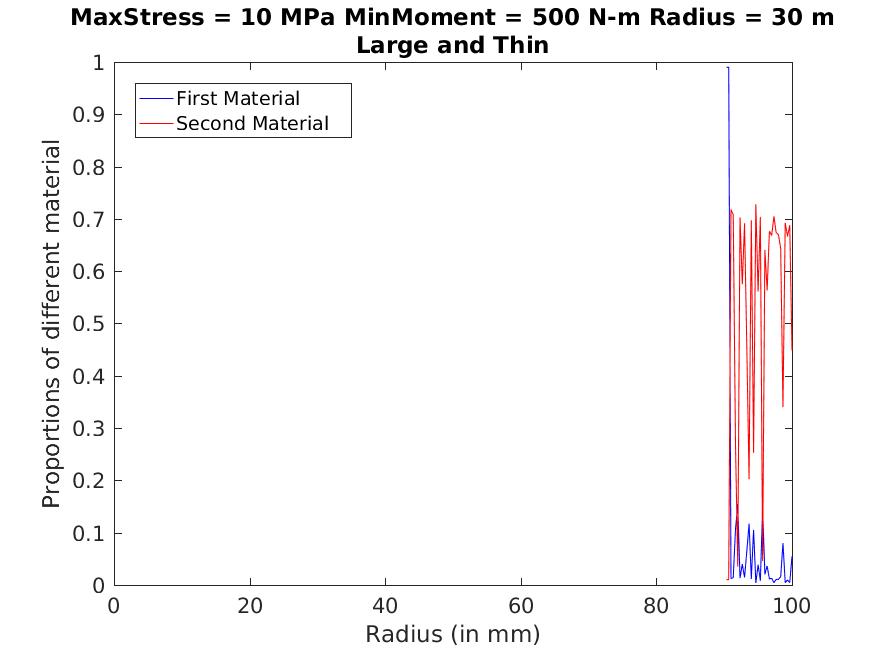 MaxStress = 10 MPa MinMoment = 500 N-m Radius = 30 m
Large and Thin
1
First Material
Second Material
0.9
0.8
0.7
0.6
0.5
0.4
0.3
0.2
0.1
0
Proportions of different material
0 20 40 60 80 100
Radius (in mm)